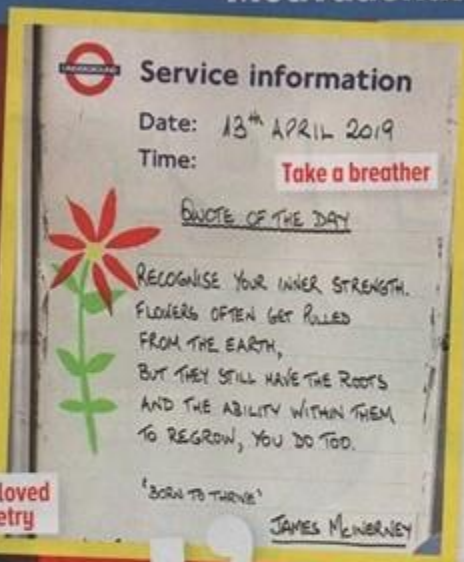 UNDERGROUND
Service information
Date: 13th APRIL 2019
Time:
Take a breather
QUOTE OF THE DAY
RECOGNISE YOUR INNER STRENGTH.
FLOWERS OFTEN GET PULLED
FROM THE EARTH,
BUT THEY STILL HAVE THE ROOTS
AND THE ABILITY WITHIN THEM
TO REGROW, YOU DO TOO.
'BORN TO THRIVE'
loved
etry
JAMES McINERNEY